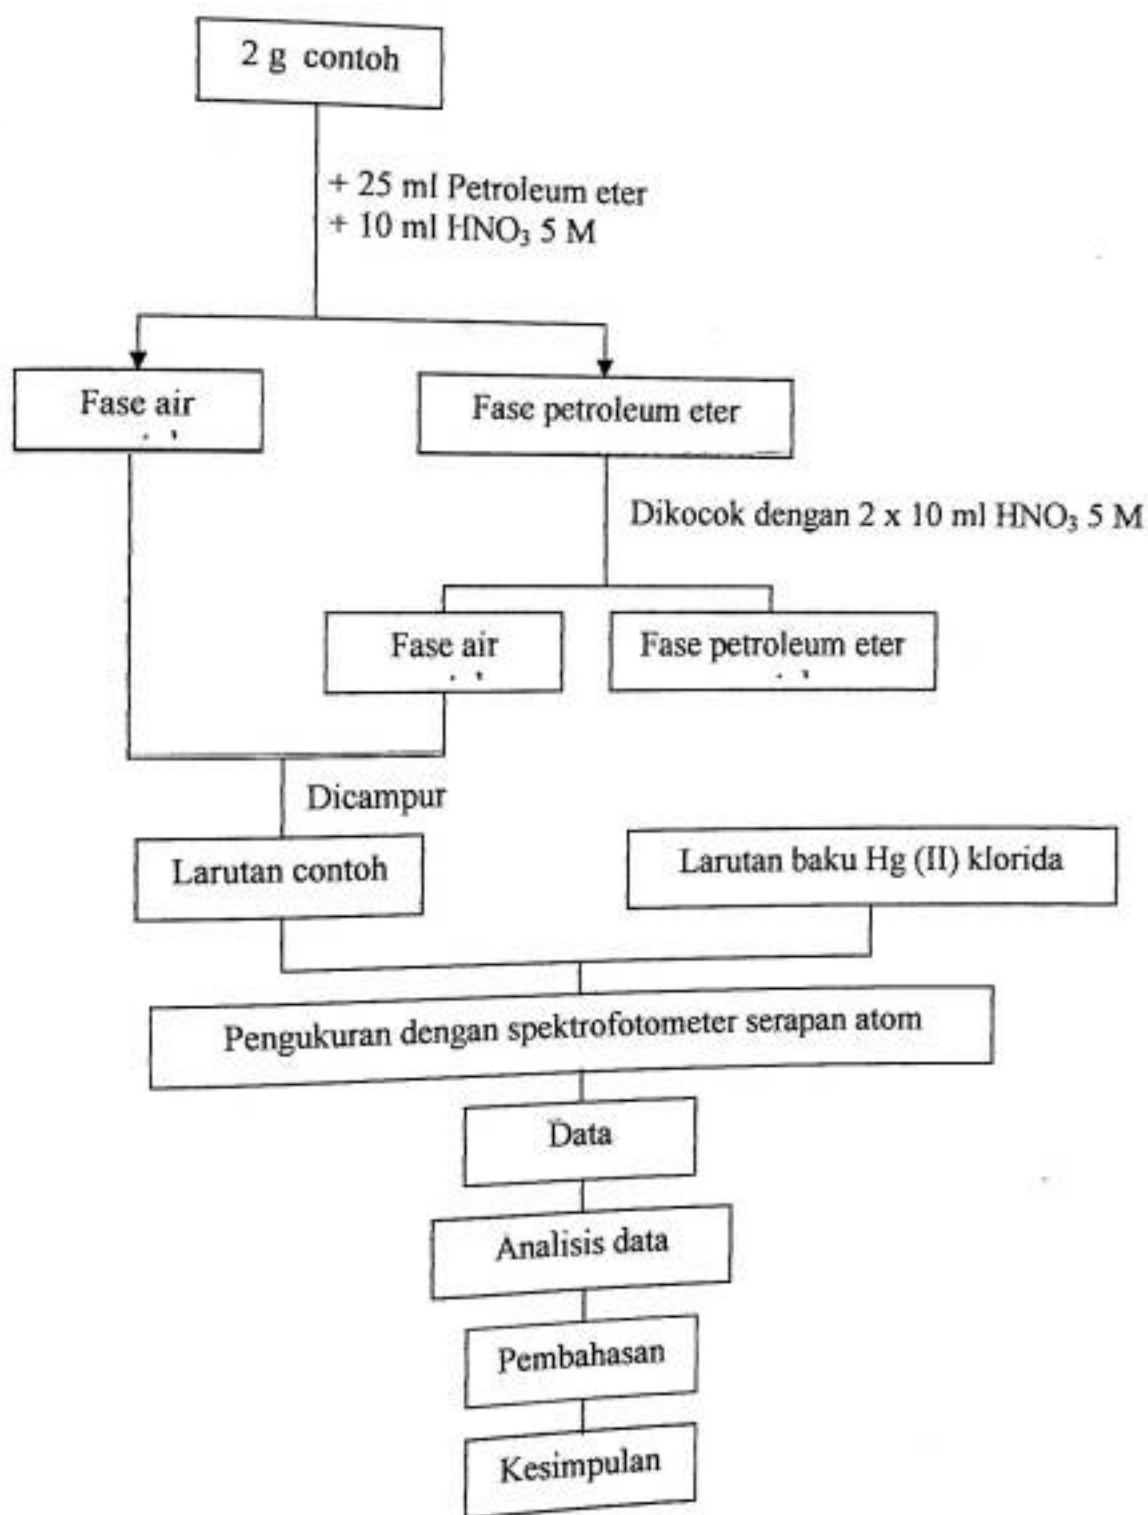 2 g contoh
+ 25 ml Petroleum eter
+ 10 ml HNO₃ 5 M
Fase air
Fase petroleum eter
Dikocok dengan 2 x 10 ml HNO₃ 5 M
Fase air
Fase petroleum eter
Dicampur
Larutan contoh
Larutan baku Hg (II) klorida
Pengukuran dengan spektrofotometer serapan atom
Data
Analisis data
Pembahasan
Kesimpulan